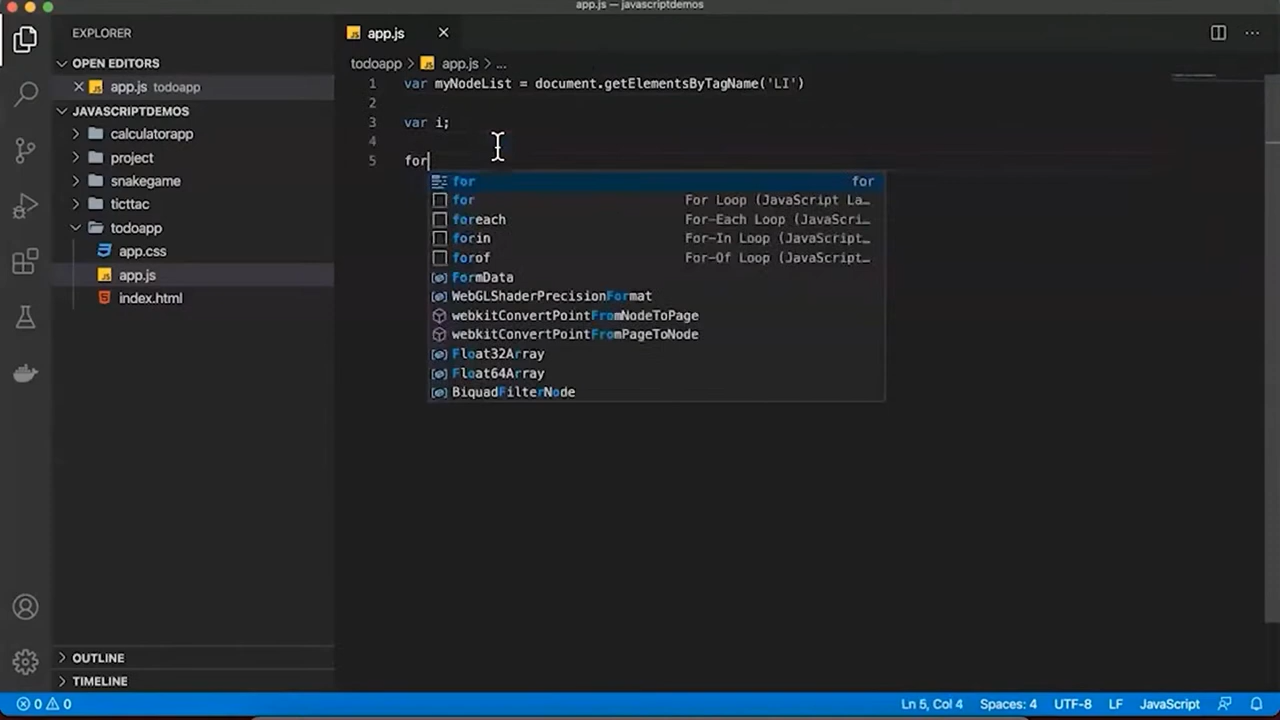 app.js — javascriptdemos
EXPLORER
OPEN EDITORS
app.js todoapp
JAVASCRIPTDEMOS
calculatorapp
project
snakegame
ticttac
todoapp
app.css
app.js
index.html
OUTLINE
TIMELINE
app.js
todoapp > app.js > ...
1 var myNodeList = document.getElementsByTagName('LI')
2
3 var i;
4
5 for
for for
for For Loop (JavaScript La…
foreach For-Each Loop (JavaScri…
forin For-In Loop (JavaScript…
forof For-Of Loop (JavaScript…
FormData
WebGLShaderPrecisionFormat
webkitConvertPointFromNodeToPage
webkitConvertPointFromPageToNode
Float32Array
Float64Array
BiquadFilterNode
0 0
Ln 5, Col 4 Spaces: 4 UTF-8 LF JavaScript